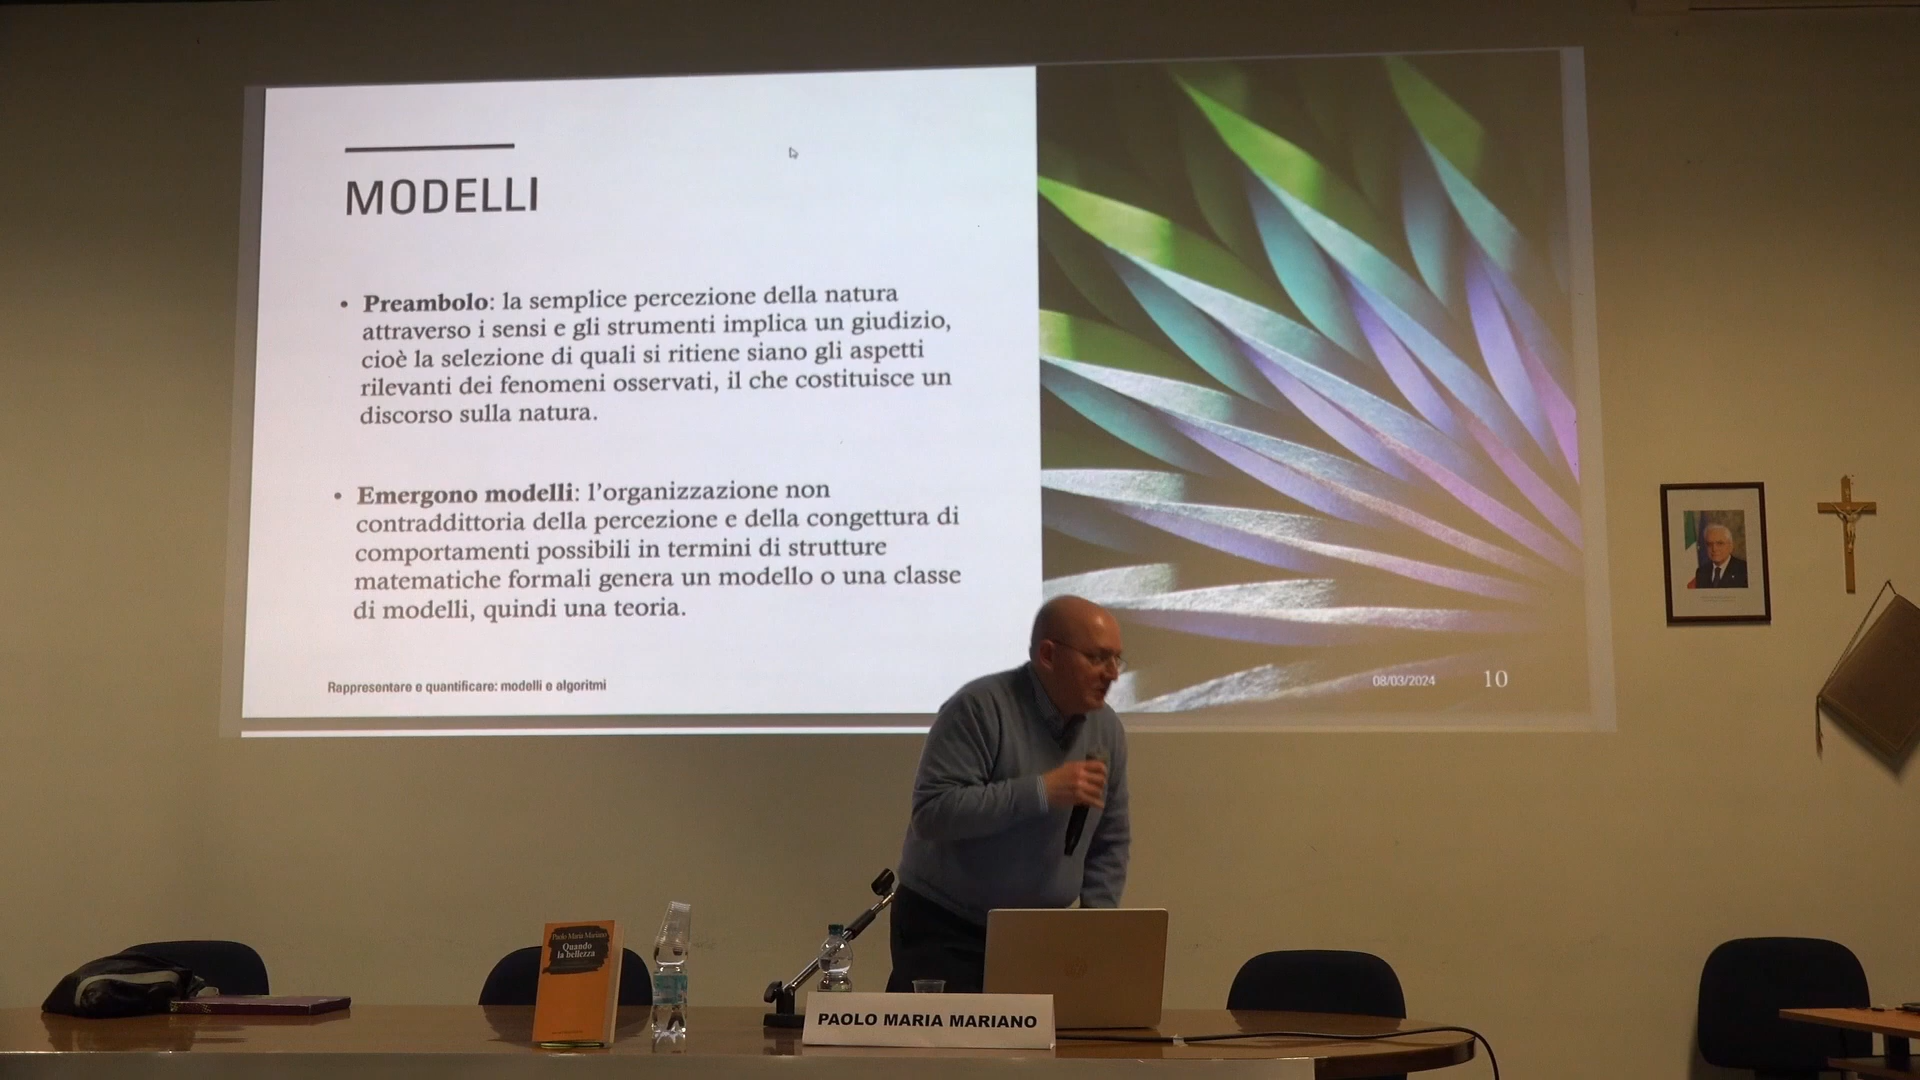 MODELLI
• Preambolo: la semplice percezione della natura
attraverso i sensi e gli strumenti implica un giudizio,
cioè la selezione di quali si ritiene siano gli aspetti
rilevanti dei fenomeni osservati, il che costituisce un
discorso sulla natura.
• Emergono modelli: l’organizzazione non
contraddittoria della percezione e della congettura di
comportamenti possibili in termini di strutture
matematiche formali genera un modello o una classe
di modelli, quindi una teoria.
Rappresentare e quantificare: modelli e algoritmi
08/03/2024
10
Paolo Maria Mariano
Quando
la bellezza
PAOLO MARIA MARIANO